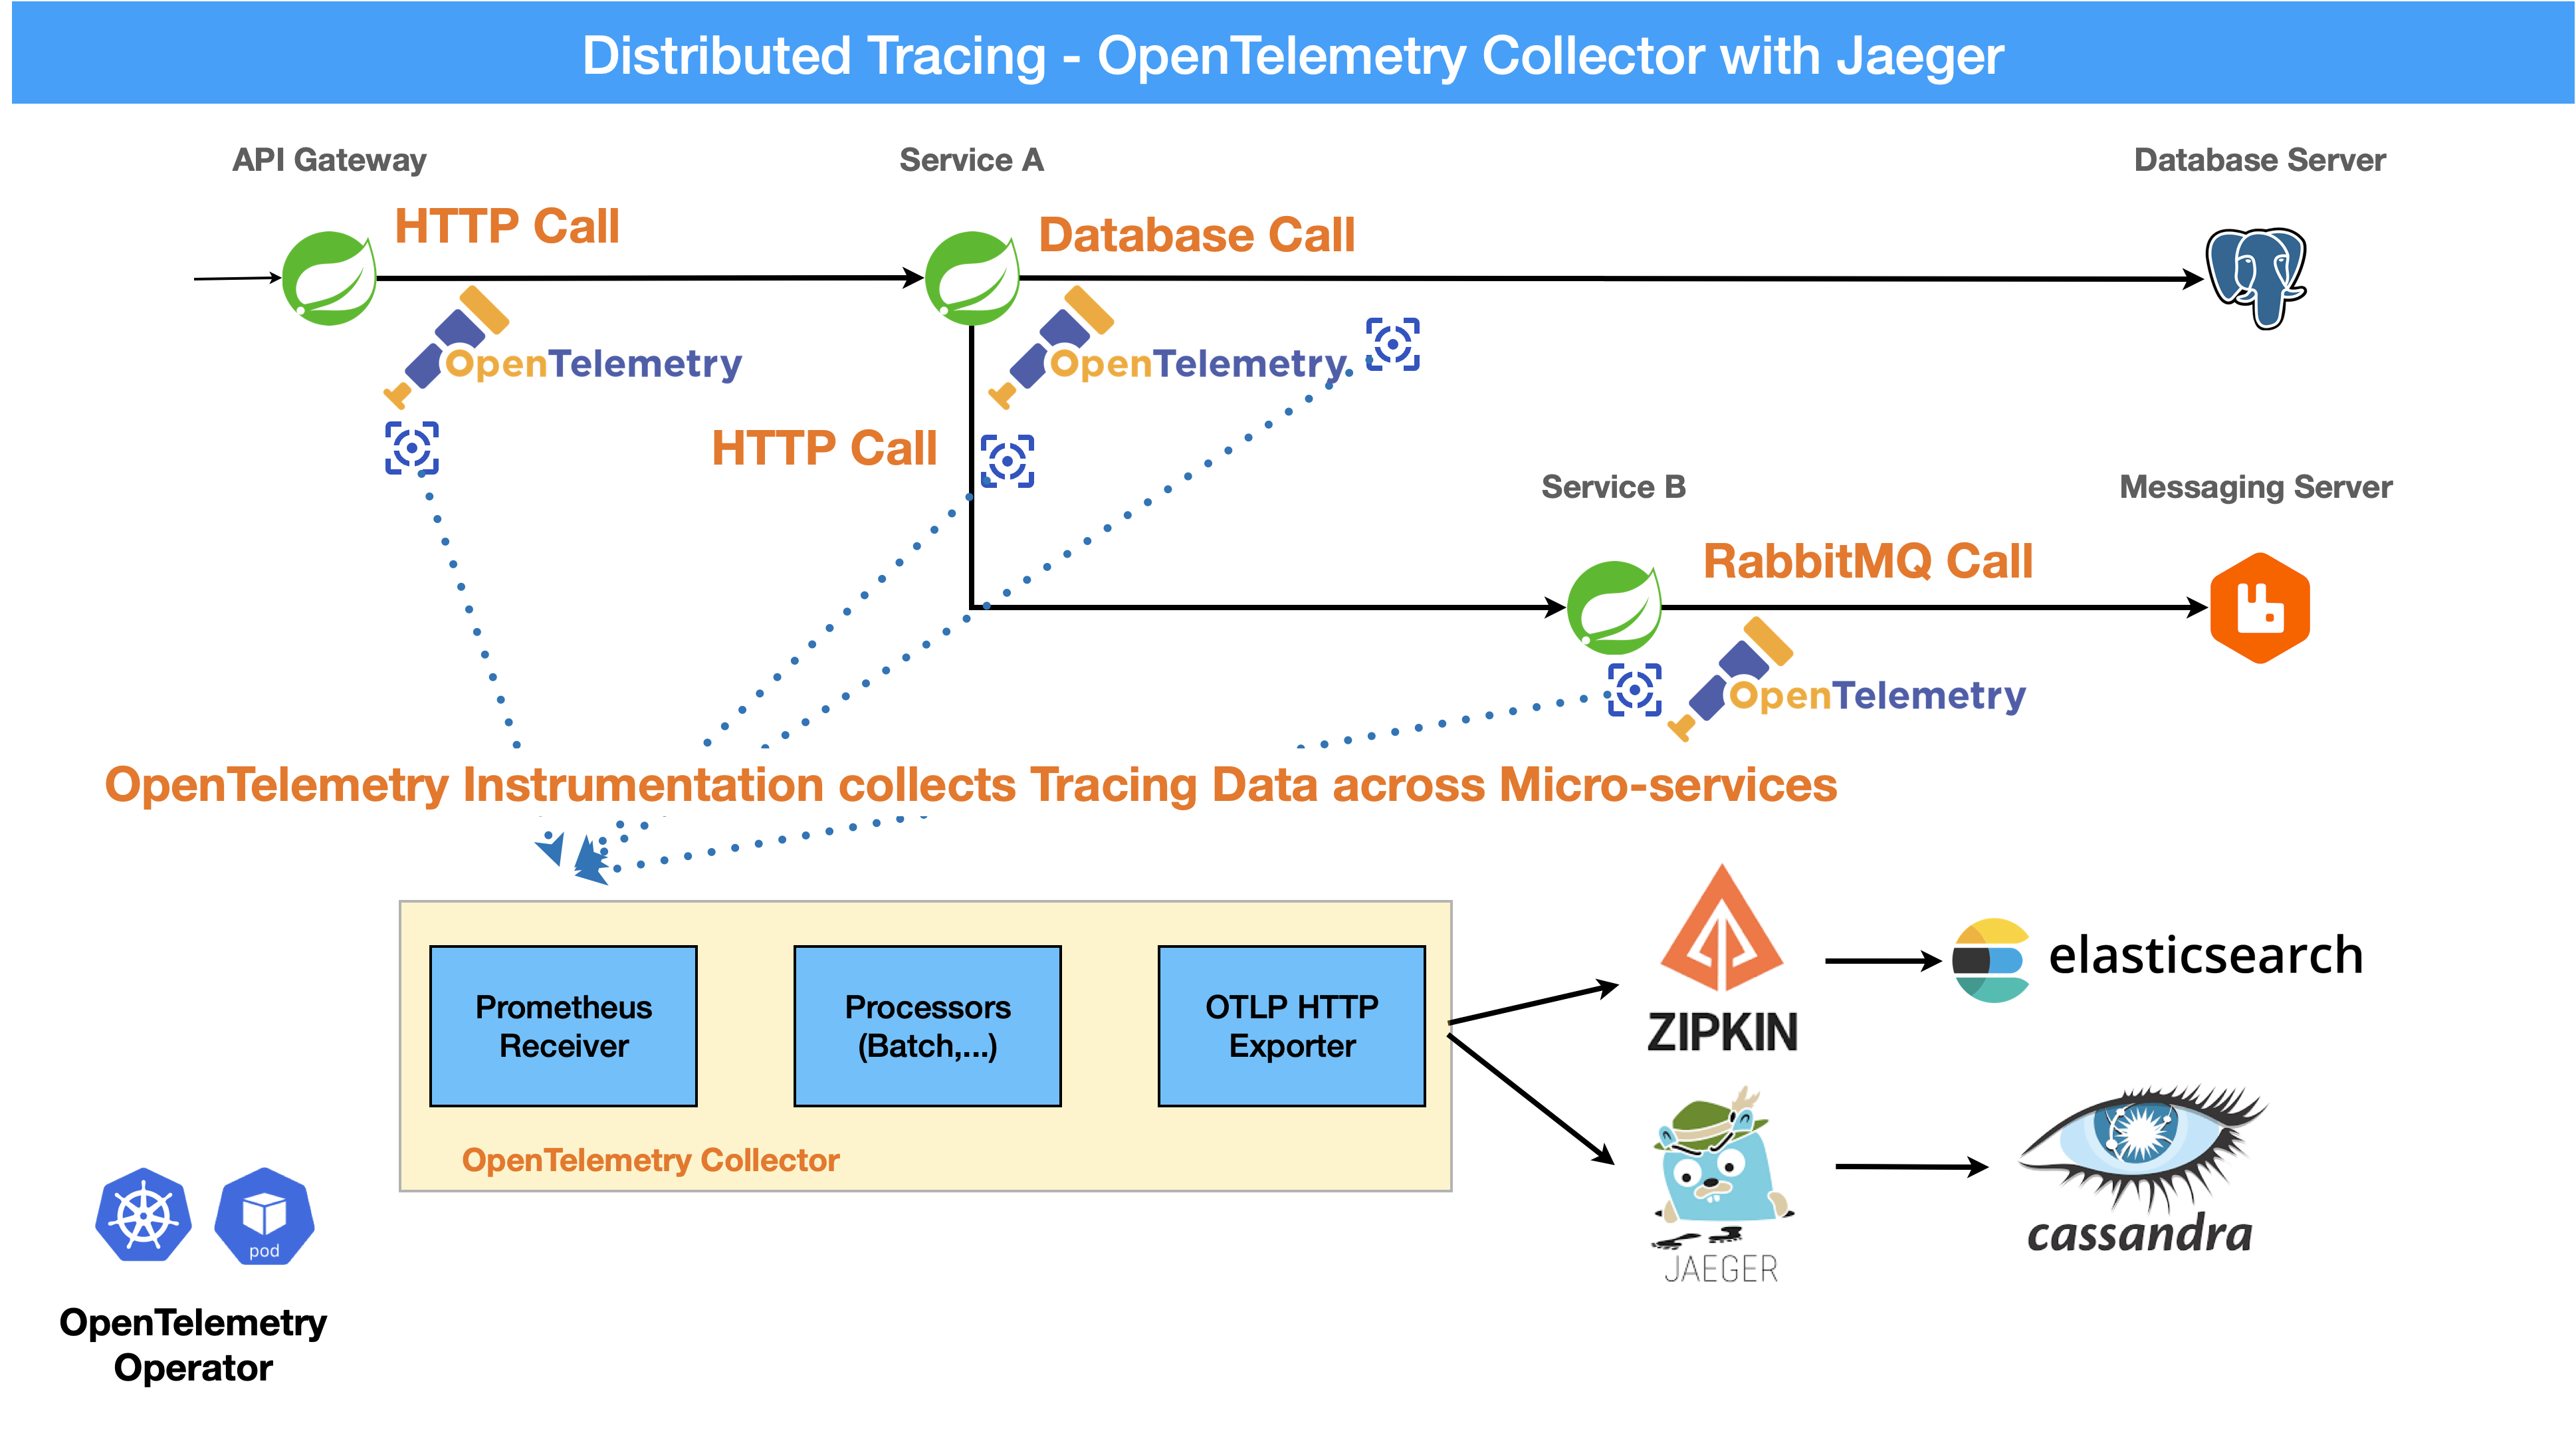 Distributed Tracing - OpenTelemetry Collector with Jaeger
API Gateway
Service A
Database Server
HTTP Call
Database Call
OpenTelemetry
OpenTelemetry
HTTP Call
Service B
Messaging Server
RabbitMQ Call
OpenTelemetry
OpenTelemetry Instrumentation collects Tracing Data across Micro-services
Prometheus
Receiver
Processors
(Batch,...)
OTLP HTTP
Exporter
OpenTelemetry Collector
ZIPKIN
elasticsearch
JAEGER
cassandra
pod
OpenTelemetry
Operator